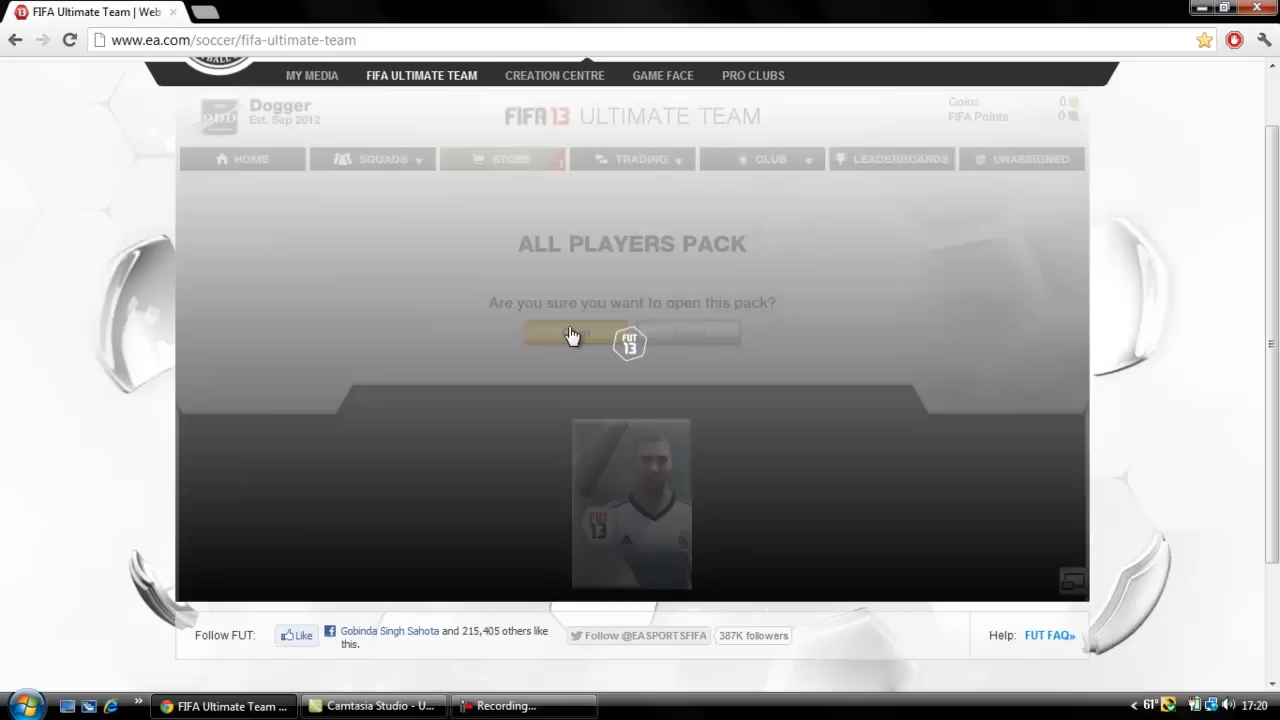 FIFA Ultimate Team | Web
www.ea.com/soccer/fifa-ultimate-team
BALL
MY MEDIA
FIFA ULTIMATE TEAM
CREATION CENTRE
GAME FACE
PRO CLUBS
Dogger
Est. Sep 2012
FIFA 13 ULTIMATE TEAM
Coins 0
FIFA Points 0
HOME
SQUADS
STORE
1
TRADING
CLUB
LEADERBOARDS
UNASSIGNED
ALL PLAYERS PACK
Are you sure you want to open this pack?
FUT
13
FUT
13
Follow FUT:
Like
Gobinda Singh Sahota and 215,405 others like
this.
Follow @EASPORTSFIFA
387K followers
Help:
FUT FAQ»
FIFA Ultimate Team ...
Camtasia Studio - U...
Recording...
61°
17:20